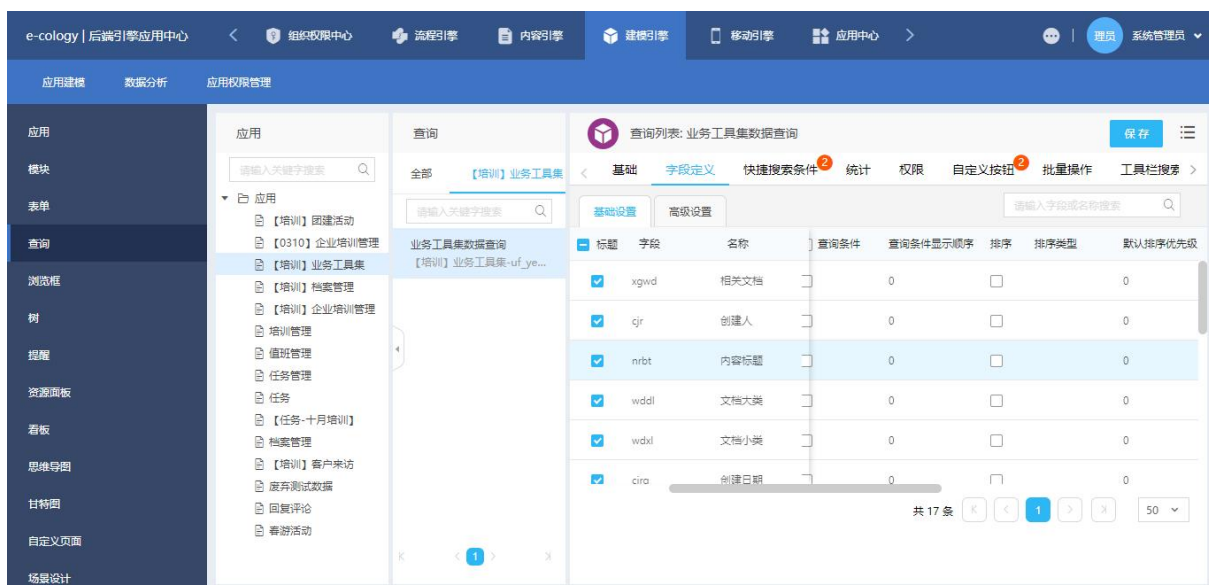 e-cology | 后端引擎应用中心 组织权限中心 流程引擎 内容引擎 建模引擎 移动引擎 应用中心 理员 系统管理员
应用建模 数据分析 应用权限管理
应用
模块
表单
查询
浏览框
树
提醒
资源面板
看板
思维导图
甘特图
自定义页面
场景设计
应用
请输入关键字搜索
应用
【培训】团建活动
【0310】企业培训管理
【培训】业务工具集
【培训】档案管理
【培训】企业培训管理
培训管理
值班管理
任务管理
任务
【任务-十月培训】
档案管理
【培训】客户来访
废弃测试数据
回复评论
春游活动
查询
全部 【培训】业务工具集
请输入关键字搜索
业务工具集数据查询
【培训】业务工具集-uf_ye...
1
查询列表: 业务工具集数据查询 保存
基础 字段定义 快捷搜索条件 2 统计 权限 自定义按钮 2 批量操作 工具栏搜索
基础设置 高级设置 请输入字段或名称搜索
标题 字段 名称 查询条件 查询条件显示顺序 排序 排序类型 默认排序优先级
xgwd 相关文档 0 0
cjr 创建人 0 0
nrbt 内容标题 0 0
wddl 文档大类 0 0
wdxl 文档小类 0 0
cjrq 创建日期 0 0
共 17 条 1 50